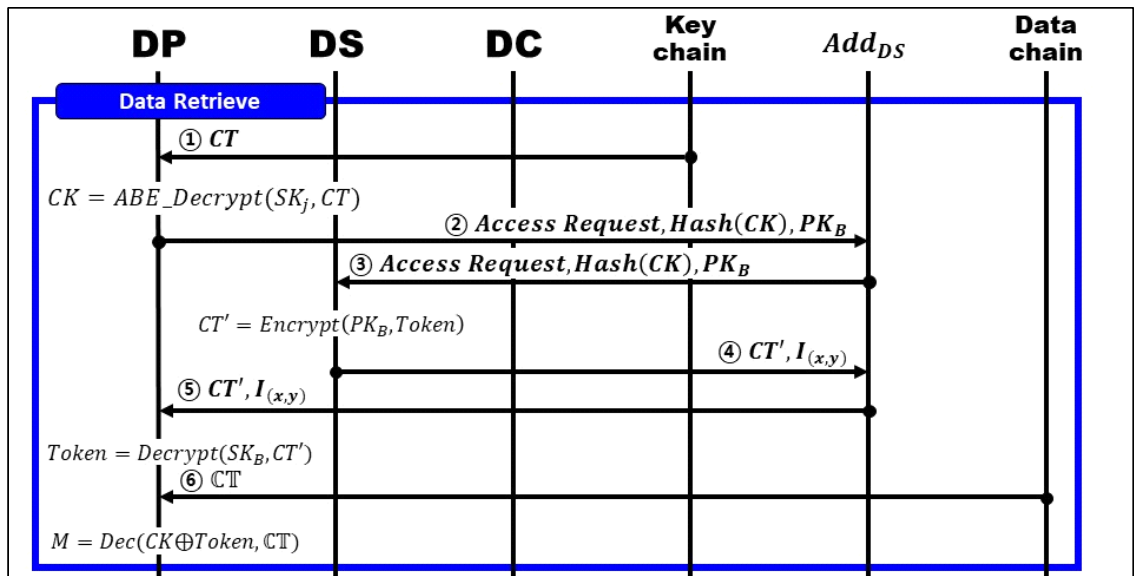 DP DS DC Key chain Add_DS Data chain
Data Retrieve
① CT
CK = ABE_Decrypt(SK_j, CT)
② Access Request, Hash(CK), PK_B
③ Access Request, Hash(CK), PK_B
CT′ = Encrypt(PK_B, Token)
④ CT′, I_(x,y)
⑤ CT′, I_(x,y)
Token = Decrypt(SK_B, CT′)
⑥ ℂ𝕋
M = Dec(CK⊕Token, ℂ𝕋)